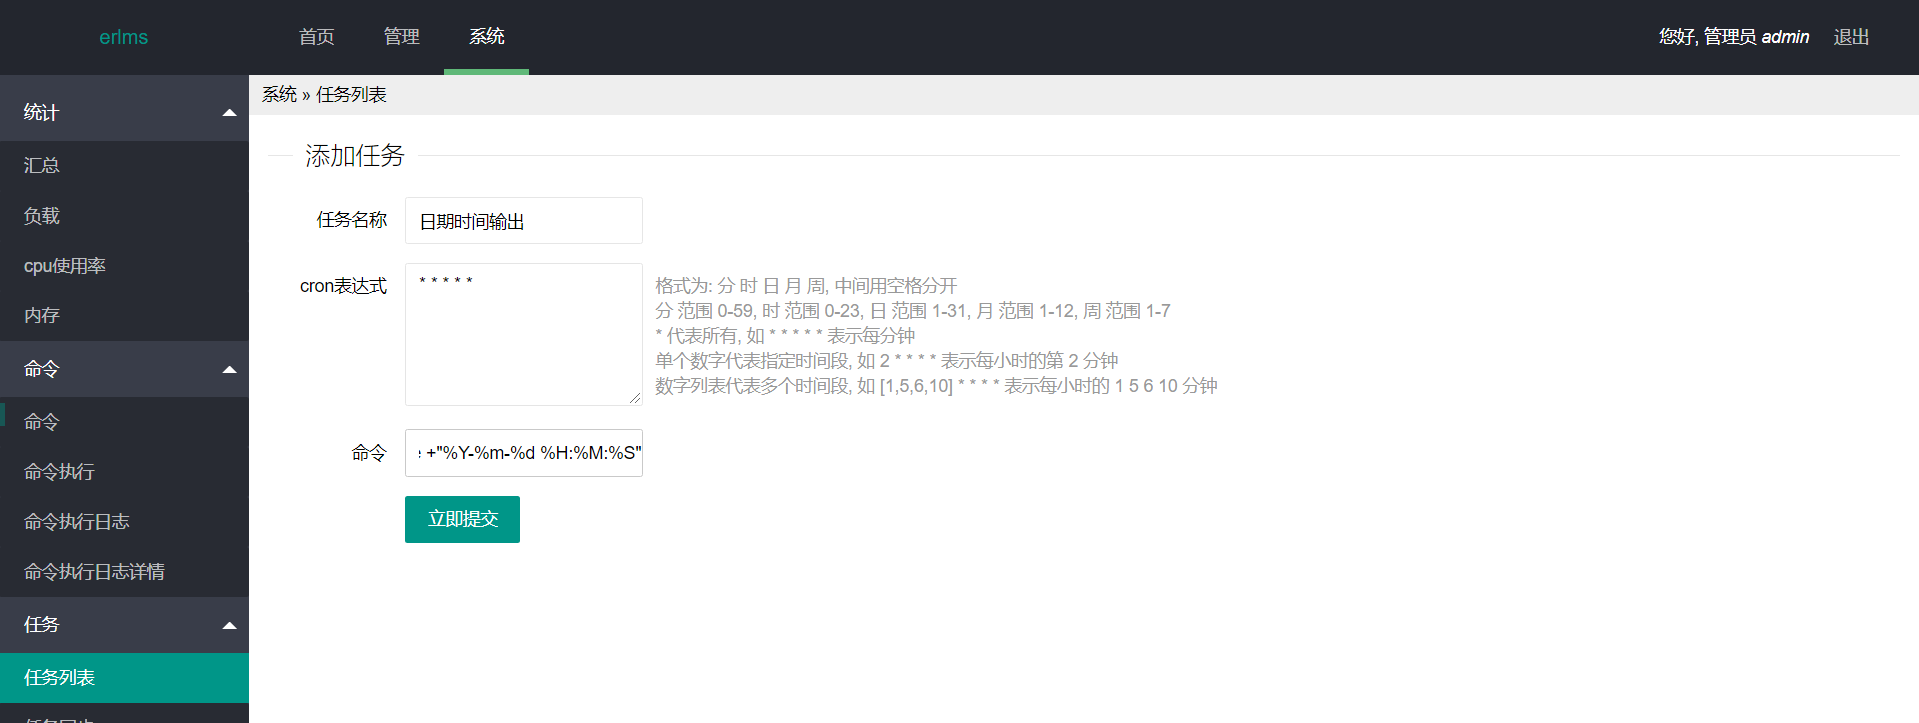 erlms
首页
管理
系统
您好, 管理员 admin
退出
统计
汇总
负载
cpu使用率
内存
命令
命令
命令执行
命令执行日志
命令执行日志详情
任务
任务列表
系统 » 任务列表
添加任务
任务名称
日期时间输出
cron表达式
* * * * *
格式为: 分 时 日 月 周, 中间用空格分开
分 范围 0-59, 时 范围 0-23, 日 范围 1-31, 月 范围 1-12, 周 范围 1-7
* 代表所有, 如 * * * * * 表示每分钟
单个数字代表指定时间段, 如 2 * * * * 表示每小时的第 2 分钟
数字列表代表多个时间段, 如 [1,5,6,10] * * * * 表示每小时的 1 5 6 10 分钟
命令
+"%Y-%m-%d %H:%M:%S"
立即提交